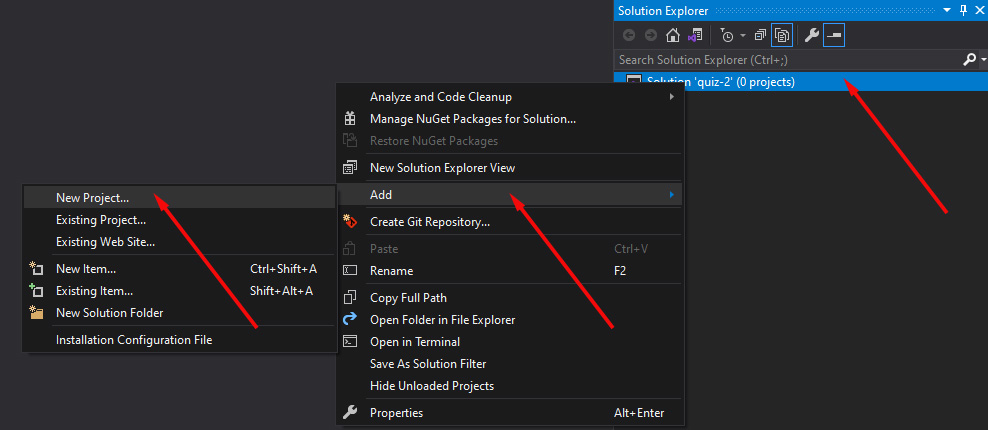 Solution Explorer
Search Solution Explorer (Ctrl+;)
Solution 'quiz-2' (0 projects)
Analyze and Code Cleanup
Manage NuGet Packages for Solution...
Restore NuGet Packages
New Solution Explorer View
Add
Create Git Repository...
Paste Ctrl+V
Rename F2
Copy Full Path
Open Folder in File Explorer
Open in Terminal
Save As Solution Filter
Hide Unloaded Projects
Properties Alt+Enter
New Project...
Existing Project...
Existing Web Site...
New Item... Ctrl+Shift+A
Existing Item... Shift+Alt+A
New Solution Folder
Installation Configuration File